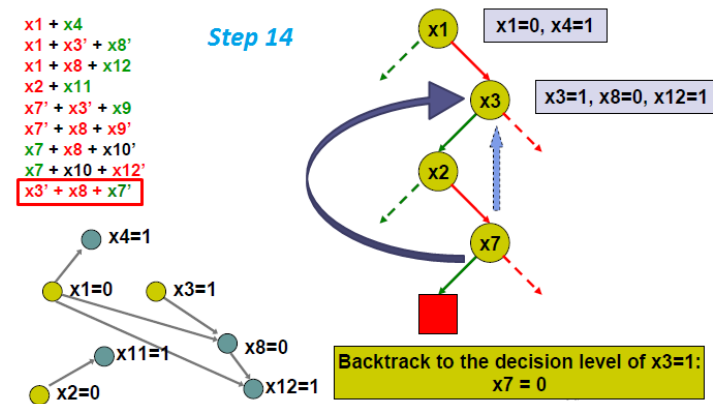 Step 14
x1 + x4
x1 + x3’ + x8’
x1 + x8 + x12
x2 + x11
x7’ + x3’ + x9
x7’ + x8 + x9’
x7 + x8 + x10’
x7 + x10 + x12’
x3’ + x8 + x7’
x1
x1=0, x4=1
x3
x3=1, x8=0, x12=1
x2
x7
x4=1
x1=0
x3=1
x11=1
x8=0
x12=1
x2=0
Backtrack to the decision level of x3=1:
x7 = 0